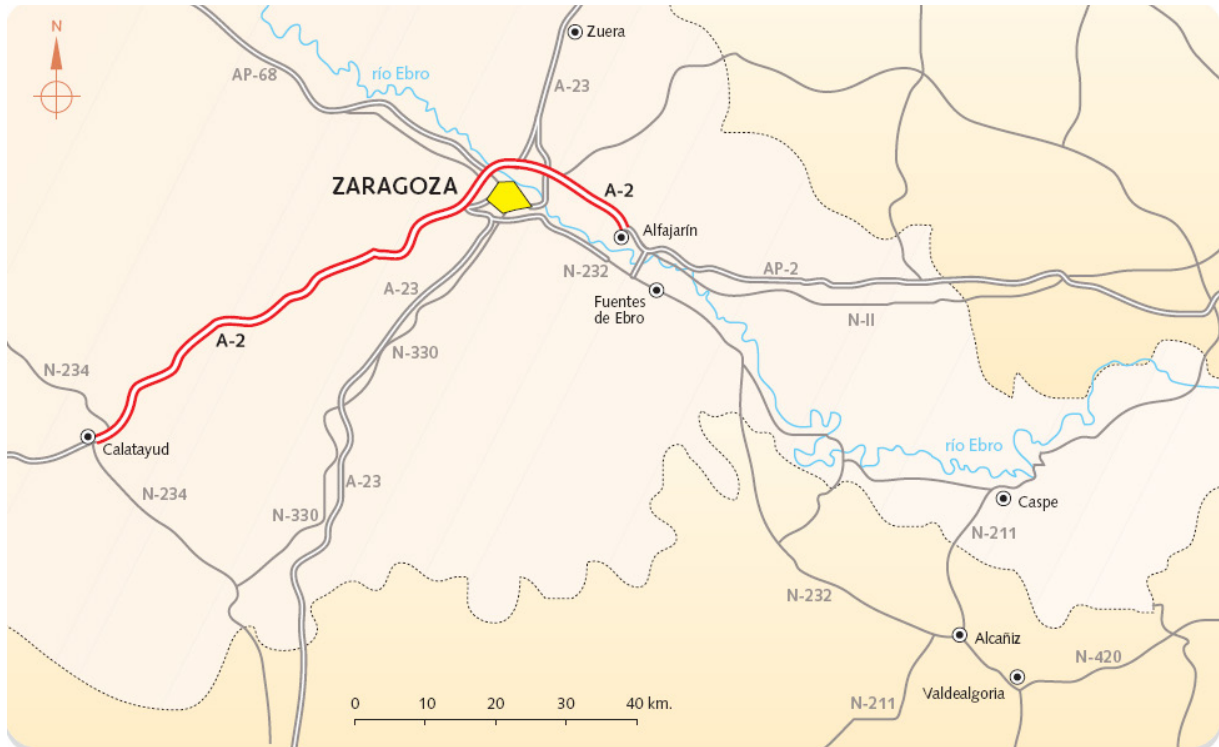 N
Zuera
río Ebro
AP-68
A-23
ZARAGOZA
A-2
Alfajarín
N-232
AP-2
A-23
Fuentes
de Ebro
N-II
A-2
N-330
N-234
Calatayud
río Ebro
N-234
A-23
Caspe
N-330
N-211
N-232
Alcañiz
N-420
Valdealgoria
N-211
0 10 20 30 40 km.